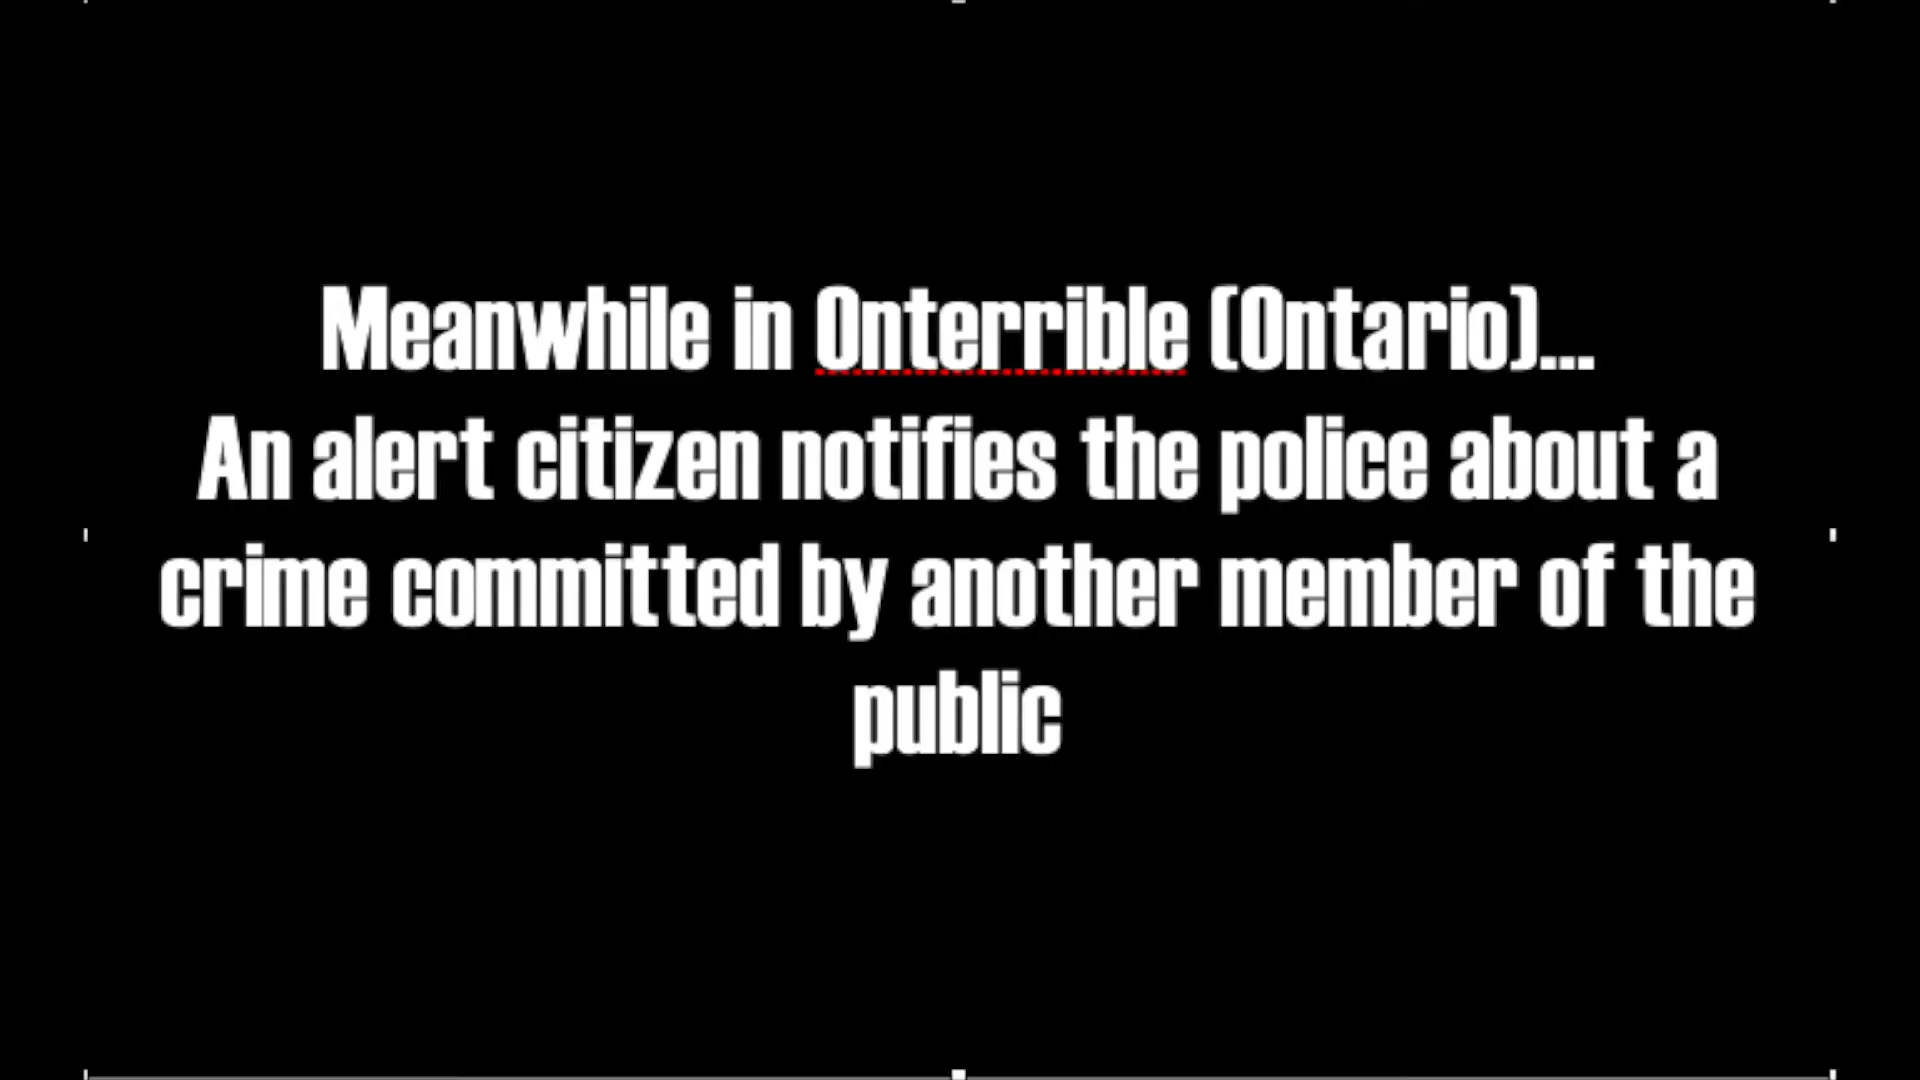 Meanwhile in Onterrible (Ontario)...
An alert citizen notifies the police about a
crime committed by another member of the
public